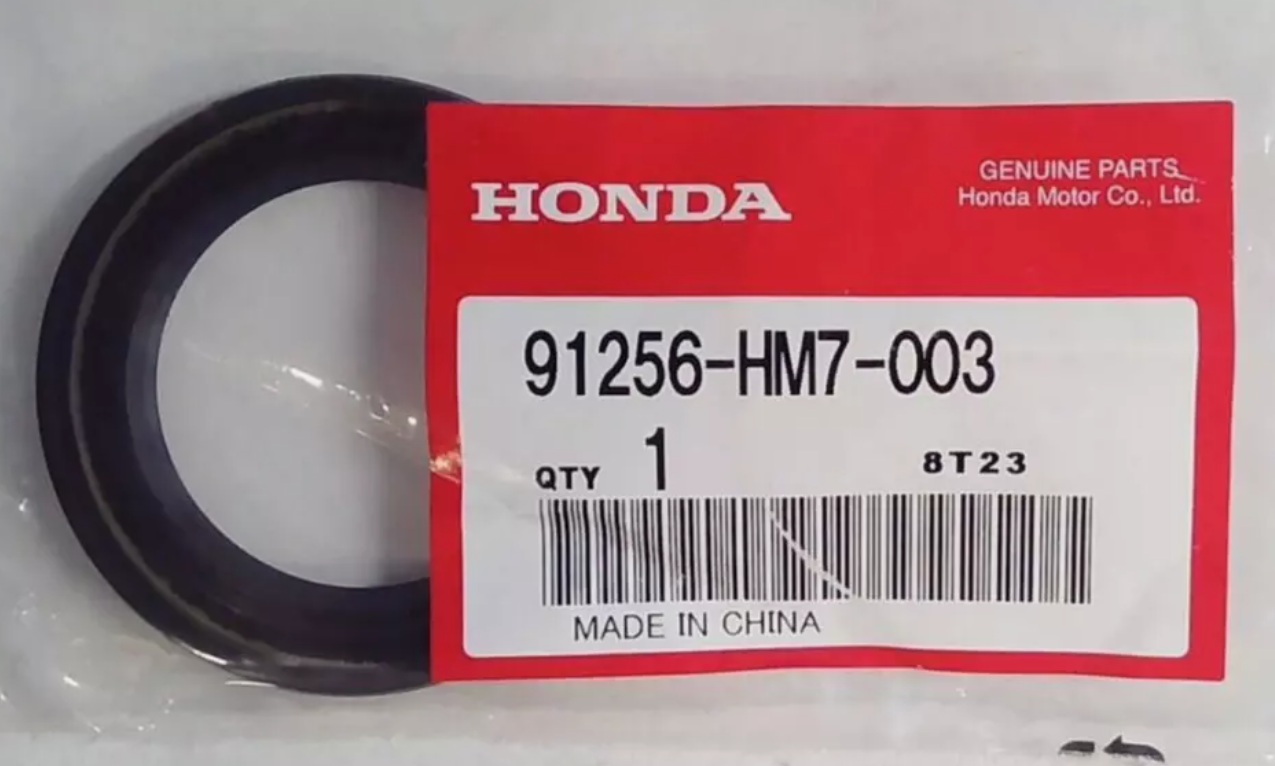 HONDA
GENUINE PARTS
Honda Motor Co., Ltd.
91256-HM7-003
QTY 1 8T23
MADE IN CHINA